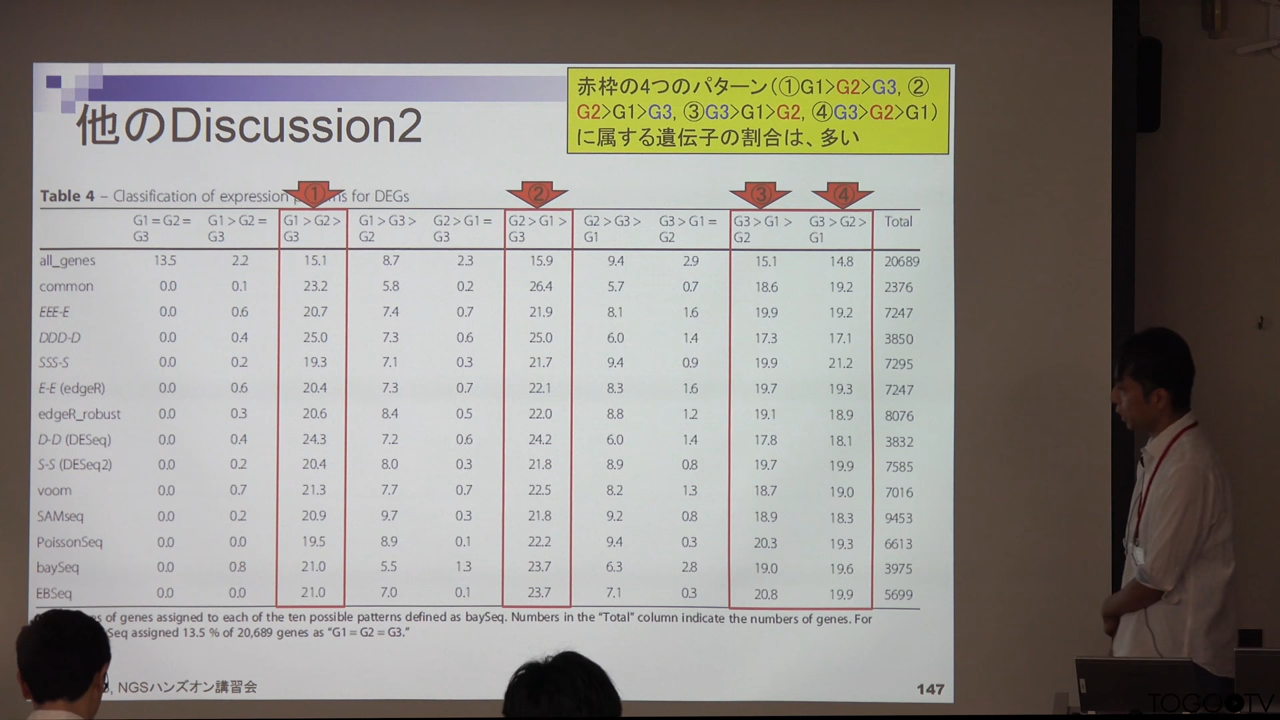 他のDiscussion2
赤枠の4つのパターン(①G1>G2>G3, ②
G2>G1>G3, ③G3>G1>G2, ④G3>G2>G1)
に属する遺伝子の割合は、多い
① ② ③ ④
Table 4 – Classification of expression for DEGs
G1 = G2 = G3 G1 > G2 = G3 G1 > G2 > G3 G1 > G3 > G2 G2 > G1 = G3 G2 > G1 > G3 G2 > G3 > G1 G3 > G1 = G2 G3 > G1 > G2 G3 > G2 > G1 Total
all_genes 13.5 2.2 15.1 8.7 2.3 15.9 9.4 2.9 15.1 14.8 20689
common 0.0 0.1 23.2 5.8 0.2 26.4 5.7 0.7 18.6 19.2 2376
EEE-E 0.0 0.6 20.7 7.4 0.7 21.9 8.1 1.6 19.9 19.2 7247
DDD-D 0.0 0.4 25.0 7.3 0.6 25.0 6.0 1.4 17.3 17.1 3850
SSS-S 0.0 0.2 19.3 7.1 0.3 21.7 9.4 0.9 19.9 21.2 7295
E-E (edgeR) 0.0 0.6 20.4 7.3 0.7 22.1 8.3 1.6 19.7 19.3 7247
edgeR_robust 0.0 0.3 20.6 8.4 0.5 22.0 8.8 1.2 19.1 18.9 8076
D-D (DESeq) 0.0 0.4 24.3 7.2 0.6 24.2 6.0 1.4 17.8 18.1 3832
S-S (DESeq2) 0.0 0.2 20.4 8.0 0.3 21.8 8.9 0.8 19.7 19.9 7585
voom 0.0 0.7 21.3 7.7 0.7 22.5 8.2 1.3 18.7 19.0 7016
SAMseq 0.0 0.2 20.9 9.7 0.3 21.8 9.2 0.8 18.9 18.3 9453
PoissonSeq 0.0 0.0 19.5 8.9 0.1 22.2 9.4 0.3 20.3 19.3 6613
baySeq 0.0 0.8 21.0 5.5 1.3 23.7 6.3 2.8 19.0 19.6 3975
EBSeq 0.0 0.0 21.0 7.0 0.1 23.7 7.1 0.3 20.8 19.9 5699
of genes assigned to each of the ten possible patterns defined as baySeq. Numbers in the "Total" column indicate the numbers of genes. For
Seq assigned 13.5 % of 20,689 genes as "G1 = G2 = G3."
, NGSハンズオン講習会
147
TOGOTV